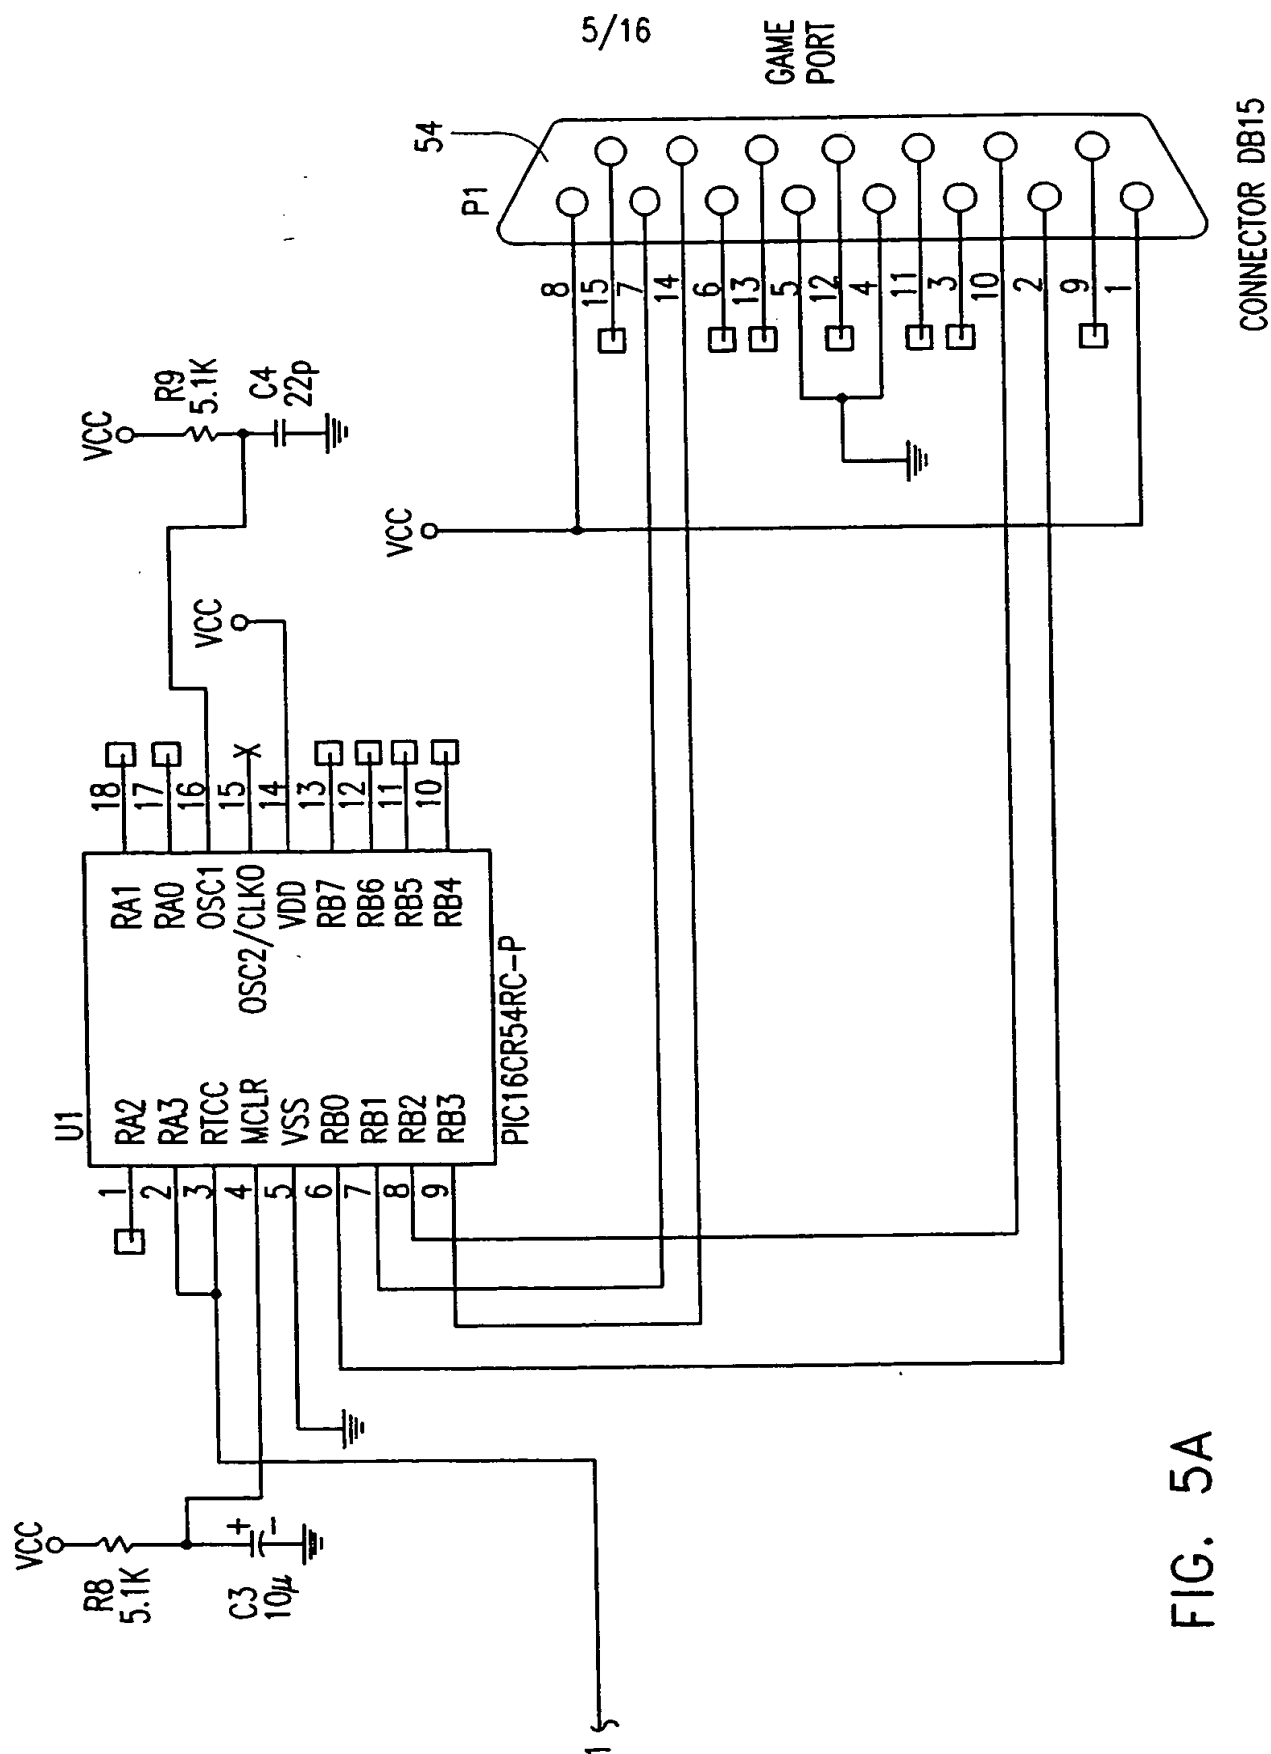 5/16
VCC
R8
5.1K
C3
10µ
+
-
1
U1
1
2
3
4
5
6
7
8
9
RA2
RA3
RTCC
MCLR
VSS
RB0
RB1
RB2
RB3
RA1
RA0
OSC1
OSC2/CLKO
VDD
RB7
RB6
RB5
RB4
18
17
16
15
14
13
12
11
10
PIC16CR54RC-P
VCC
VCC
R9
5.1K
C4
22p
VCC
P1
54
8
15
7
14
6
13
5
12
4
11
3
10
2
9
1
GAME
PORT
CONNECTOR DB15
FIG. 5A